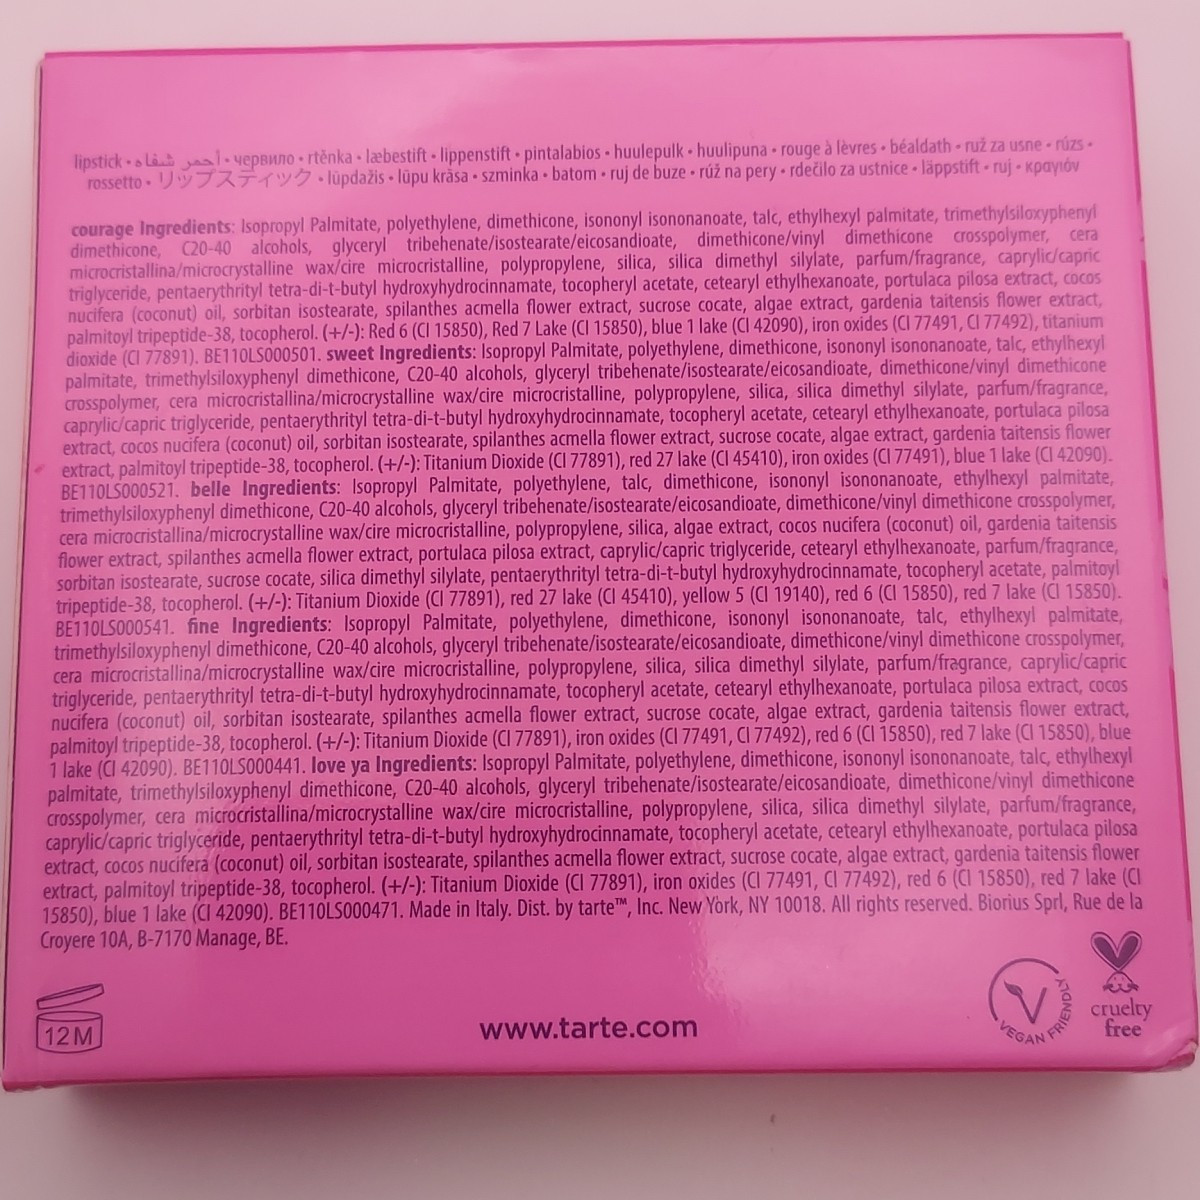 lipstick • أحمر شفاه • червило • rtěnka • læbestift • lippenstift • pintalabios • huulepulk • huulipuna • rouge à lèvres • béaldath • ruž za usne • rúzs •
rossetto • リップスティック • lūpdažis • lūpu krāsa • szminka • batom • ruj de buze • rúž na pery • rdečilo za ustnice • läppstift • ruj • κραγιόν
courage Ingredients: Isopropyl Palmitate, polyethylene, dimethicone, isononyl isononanoate, talc, ethylhexyl palmitate, trimethylsiloxyphenyl
dimethicone, C20-40 alcohols, glyceryl tribehenate/isostearate/eicosandioate, dimethicone/vinyl dimethicone crosspolymer, cera
microcristallina/microcrystalline wax/cire microcristalline, polypropylene, silica, silica dimethyl silylate, parfum/fragrance, caprylic/capric
triglyceride, pentaerythrityl tetra-di-t-butyl hydroxyhydrocinnamate, tocopheryl acetate, cetearyl ethylhexanoate, portulaca pilosa extract, cocos
nucifera (coconut) oil, sorbitan isostearate, spilanthes acmella flower extract, sucrose cocate, algae extract, gardenia taitensis flower extract,
palmitoyl tripeptide-38, tocopherol. (+/-): Red 6 (CI 15850), Red 7 Lake (CI 15850), blue 1 lake (CI 42090), iron oxides (CI 77491, CI 77492), titanium
dioxide (CI 77891). BE110LS000501. sweet Ingredients: Isopropyl Palmitate, polyethylene, dimethicone, isononyl isononanoate, talc, ethylhexyl
palmitate, trimethylsiloxyphenyl dimethicone, C20-40 alcohols, glyceryl tribehenate/isostearate/eicosandioate, dimethicone/vinyl dimethicone
crosspolymer, cera microcristallina/microcrystalline wax/cire microcristalline, polypropylene, silica, silica dimethyl silylate, parfum/fragrance,
caprylic/capric triglyceride, pentaerythrityl tetra-di-t-butyl hydroxyhydrocinnamate, tocopheryl acetate, cetearyl ethylhexanoate, portulaca pilosa
extract, cocos nucifera (coconut) oil, sorbitan isostearate, spilanthes acmella flower extract, sucrose cocate, algae extract, gardenia taitensis flower
extract, palmitoyl tripeptide-38, tocopherol. (+/-): Titanium Dioxide (CI 77891), red 27 lake (CI 45410), iron oxides (CI 77491), blue 1 lake (CI 42090).
BE110LS000521. belle Ingredients: Isopropyl Palmitate, polyethylene, talc, dimethicone, isononyl isononanoate, ethylhexyl palmitate,
trimethylsiloxyphenyl dimethicone, C20-40 alcohols, glyceryl tribehenate/isostearate/eicosandioate, dimethicone/vinyl dimethicone crosspolymer,
cera microcristallina/microcrystalline wax/cire microcristalline, polypropylene, silica, algae extract, cocos nucifera (coconut) oil, gardenia taitensis
flower extract, spilanthes acmella flower extract, portulaca pilosa extract, caprylic/capric triglyceride, cetearyl ethylhexanoate, parfum/fragrance,
sorbitan isostearate, sucrose cocate, silica dimethyl silylate, pentaerythrityl tetra-di-t-butyl hydroxyhydrocinnamate, tocopheryl acetate, palmitoyl
tripeptide-38, tocopherol. (+/-): Titanium Dioxide (CI 77891), red 27 lake (CI 45410), yellow 5 (CI 19140), red 6 (CI 15850), red 7 lake (CI 15850).
BE110LS000541. fine Ingredients: Isopropyl Palmitate, polyethylene, dimethicone, isononyl isononanoate, talc, ethylhexyl palmitate,
trimethylsiloxyphenyl dimethicone, C20-40 alcohols, glyceryl tribehenate/isostearate/eicosandioate, dimethicone/vinyl dimethicone crosspolymer,
cera microcristallina/microcrystalline wax/cire microcristalline, polypropylene, silica, silica dimethyl silylate, parfum/fragrance, caprylic/capric
triglyceride, pentaerythrityl tetra-di-t-butyl hydroxyhydrocinnamate, tocopheryl acetate, cetearyl ethylhexanoate, portulaca pilosa extract, cocos
nucifera (coconut) oil, sorbitan isostearate, spilanthes acmella flower extract, sucrose cocate, algae extract, gardenia taitensis flower extract,
palmitoyl tripeptide-38, tocopherol. (+/-): Titanium Dioxide (CI 77891), iron oxides (CI 77491, CI 77492), red 6 (CI 15850), red 7 lake (CI 15850), blue
1 lake (CI 42090). BE110LS000441. love ya Ingredients: Isopropyl Palmitate, polyethylene, dimethicone, isononyl isononanoate, talc, ethylhexyl
palmitate, trimethylsiloxyphenyl dimethicone, C20-40 alcohols, glyceryl tribehenate/isostearate/eicosandioate, dimethicone/vinyl dimethicone
crosspolymer, cera microcristallina/microcrystalline wax/cire microcristalline, polypropylene, silica, silica dimethyl silylate, parfum/fragrance,
caprylic/capric triglyceride, pentaerythrityl tetra-di-t-butyl hydroxyhydrocinnamate, tocopheryl acetate, cetearyl ethylhexanoate, portulaca pilosa
extract, cocos nucifera (coconut) oil, sorbitan isostearate, spilanthes acmella flower extract, sucrose cocate, algae extract, gardenia taitensis flower
extract, palmitoyl tripeptide-38, tocopherol. (+/-): Titanium Dioxide (CI 77891), iron oxides (CI 77491, CI 77492), red 6 (CI 15850), red 7 lake (CI
15850), blue 1 lake (CI 42090). BE110LS000471. Made in Italy. Dist. by tarte™, Inc. New York, NY 10018. All rights reserved. Biorius Sprl, Rue de la
Croyere 10A, B-7170 Manage, BE.
12M
www.tarte.com
VEGAN FRIENDLY
cruelty
free